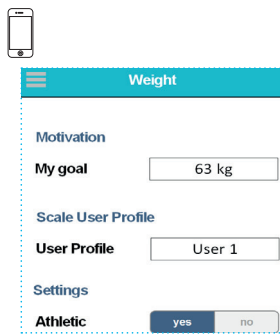 Weight
Motivation
My goal 63 kg
Scale User Profile
User Profile User 1
Settings
Athletic yes no